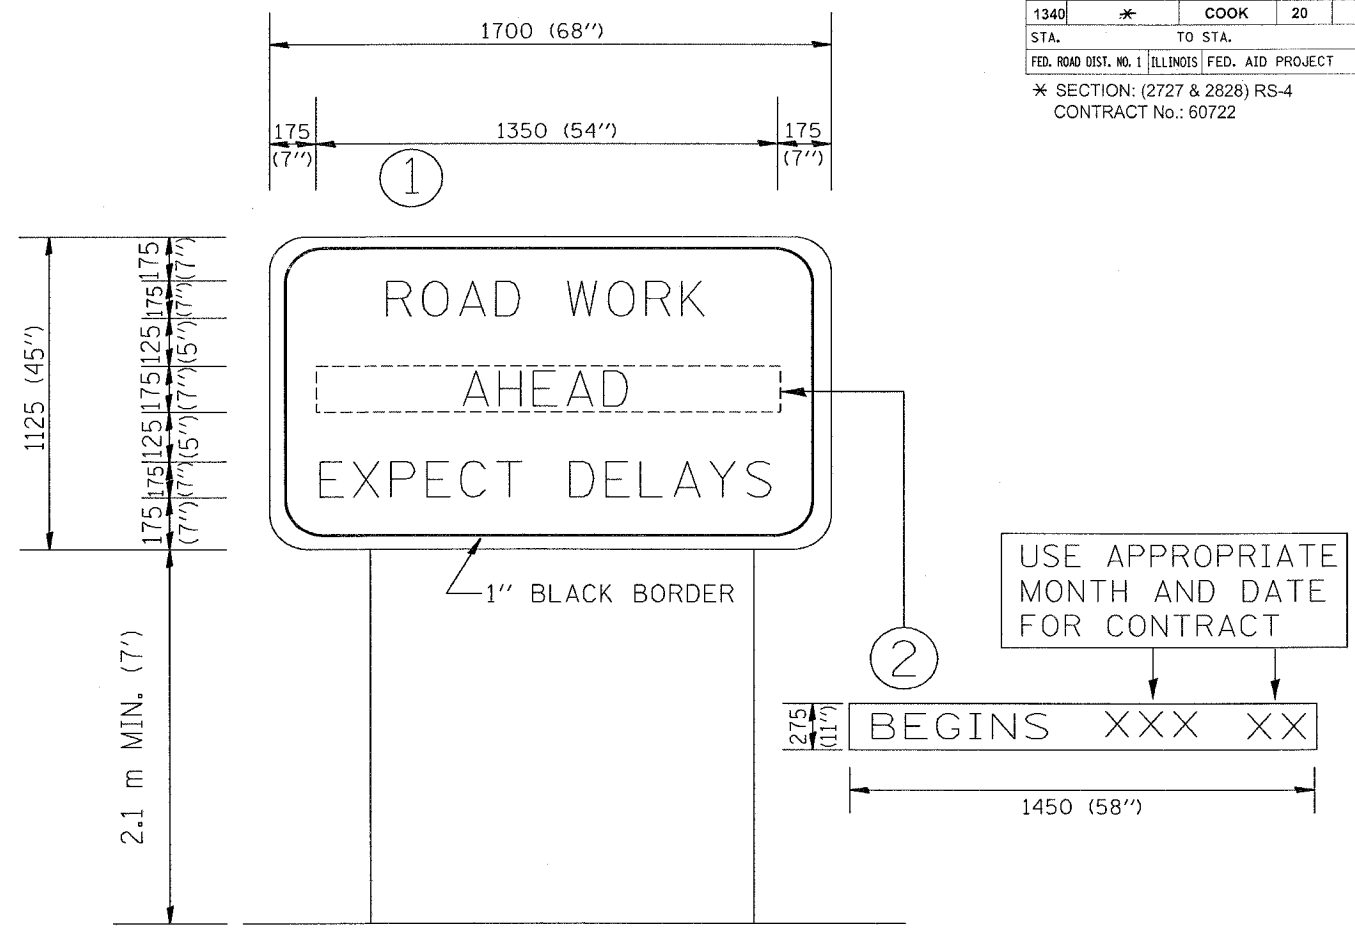 1340 * COOK 20
STA. TO STA.
FED. ROAD DIST. NO. 1 ILLINOIS FED. AID PROJECT
* SECTION: (2727 & 2828) RS-4
CONTRACT No.: 60722
1700 (68'')
175 (7'')
1350 (54'')
175 (7'')
1
1125 (45'')
175 (7'')
175 (7'')
125 (5'')
175 (7'')
125 (5'')
175 (7'')
175 (7'')
ROAD WORK
AHEAD
EXPECT DELAYS
1'' BLACK BORDER
2.1 m MIN. (7')
2
USE APPROPRIATE
MONTH AND DATE
FOR CONTRACT
275 (11'')
BEGINS XXX XX
1450 (58'')